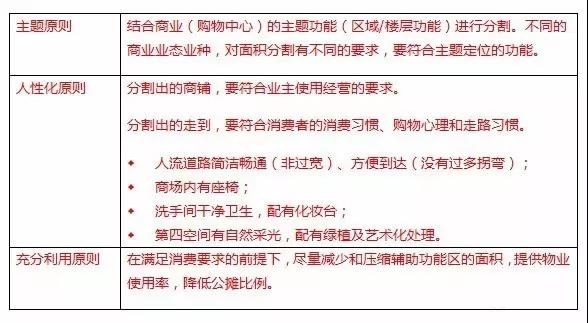 主题原则
结合商业（购物中心）的主题功能（区域/楼层功能）进行分割。不同的
商业业态业种，对面积分割有不同的要求，要符合主题定位的功能。
人性化原则
分割出的商铺，要符合业主使用经营的要求。
分割出的走到，要符合消费者的消费习惯、购物心理和走路习惯。
◆ 人流道路简洁畅通（非过宽）、方便到达（没有过多拐弯）；
◆ 商场内有座椅；
◆ 洗手间干净卫生，配有化妆台；
◆ 第四空间有自然采光，配有绿植及艺术化处理。
充分利用原则
在满足消费要求的前提下，尽量减少和压缩辅助功能区的面积，提供物业
使用率，降低公摊比例。